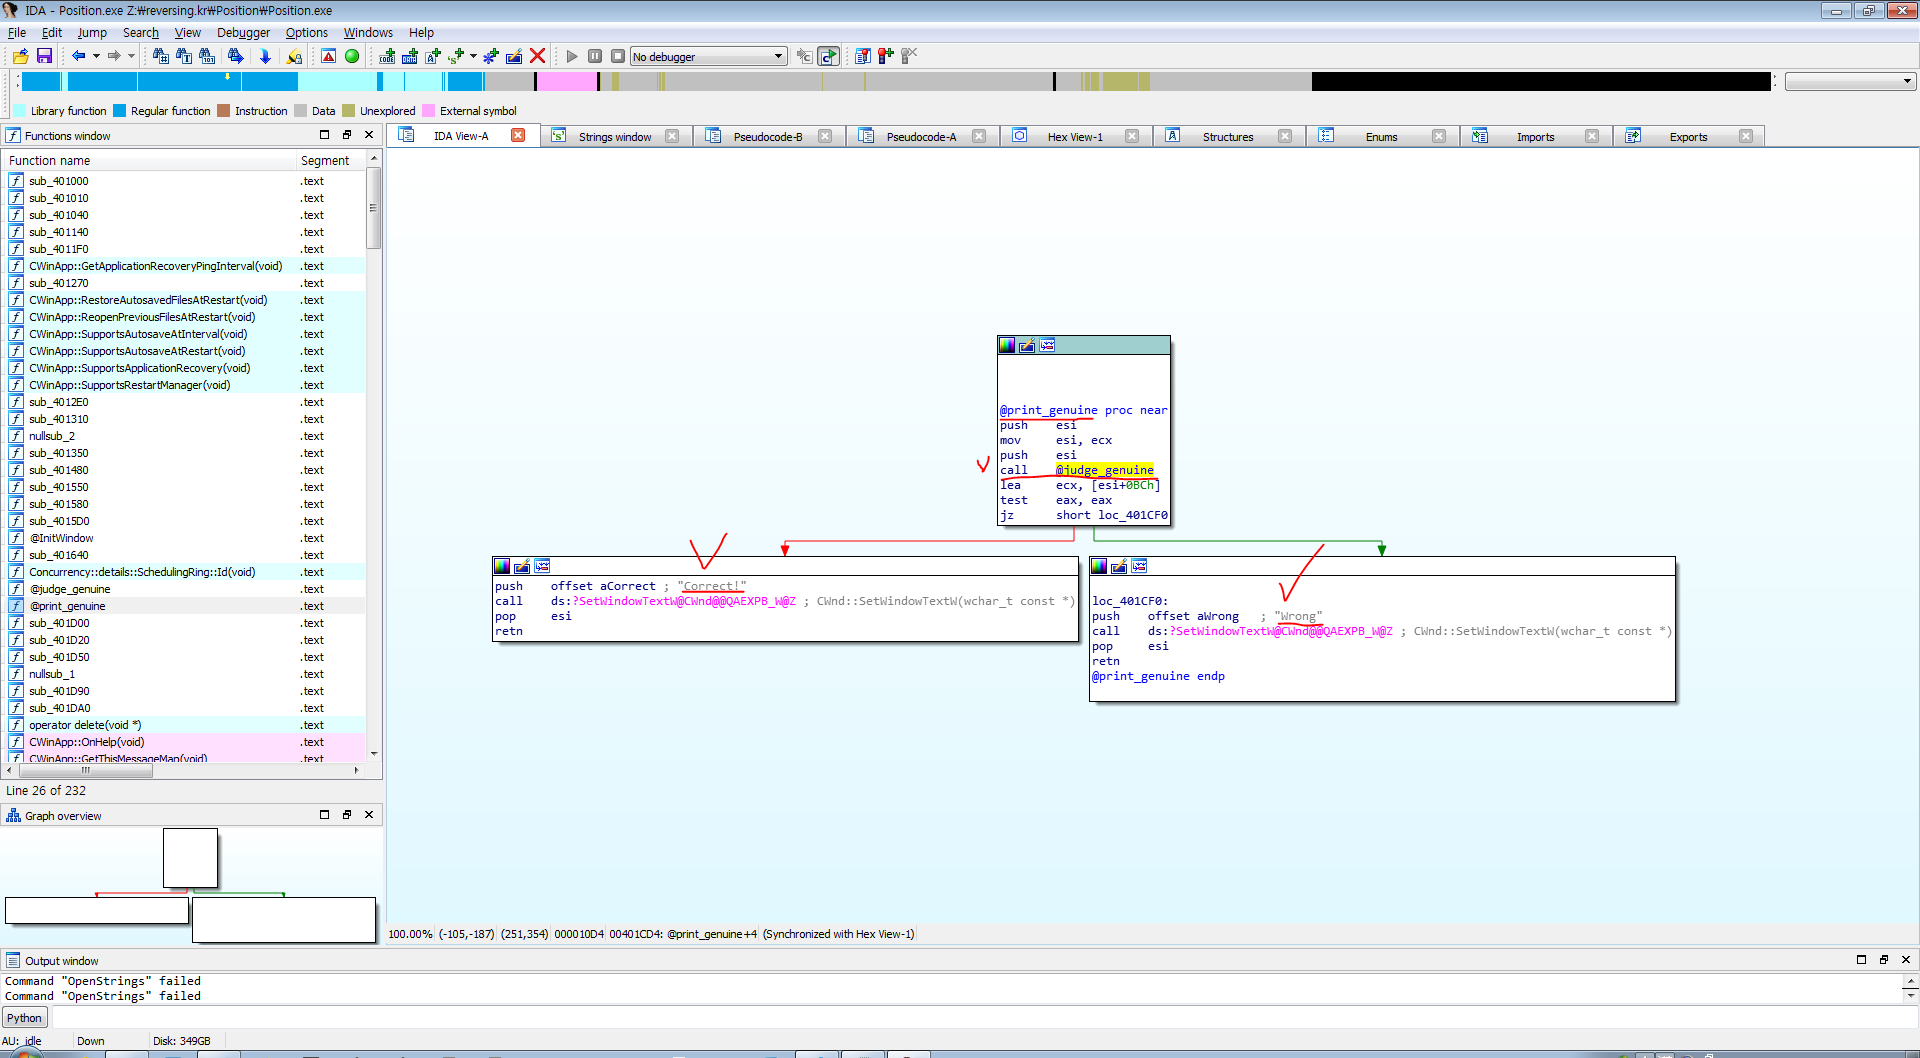 IDA - Position.exe Z:\reversing.kr\Position\Position.exe
File Edit Jump Search View Debugger Options Windows Help
No debugger
Library function Regular function Instruction Data Unexplored External symbol
Functions window
IDA View-A Strings window Pseudocode-B Pseudocode-A Hex View-1 Structures Enums Imports Exports
Function name Segment
sub_401000 .text
sub_401010 .text
sub_401040 .text
sub_401140 .text
sub_4011F0 .text
CWinApp::GetApplicationRecoveryPingInterval(void) .text
sub_401270 .text
CWinApp::RestoreAutosavedFilesAtRestart(void) .text
CWinApp::ReopenPreviousFilesAtRestart(void) .text
CWinApp::SupportsAutosaveAtInterval(void) .text
CWinApp::SupportsAutosaveAtRestart(void) .text
CWinApp::SupportsApplicationRecovery(void) .text
CWinApp::SupportsRestartManager(void) .text
sub_4012E0 .text
sub_401310 .text
nullsub_2 .text
sub_401350 .text
sub_401480 .text
sub_401550 .text
sub_401580 .text
sub_4015D0 .text
@InitWindow .text
sub_401640 .text
Concurrency::details::SchedulingRing::Id(void) .text
@judge_genuine .text
@print_genuine .text
sub_401D00 .text
sub_401D20 .text
sub_401D50 .text
nullsub_1 .text
sub_401D90 .text
sub_401DA0 .text
operator delete(void *) .text
CWinApp::OnHelp(void) .text
CWinApp::GetThisMessageMap(void) .text
Line 26 of 232
Graph overview
@print_genuine proc near
push esi
mov esi, ecx
push esi
call @judge_genuine
lea ecx, [esi+0BCh]
test eax, eax
jz short loc_401CF0
push offset aCorrect ; "Correct!"
call ds:?SetWindowTextW@CWnd@@QAEXPB_W@Z ; CWnd::SetWindowTextW(wchar_t const *)
pop esi
retn
loc_401CF0:
push offset aWrong ; "Wrong"
call ds:?SetWindowTextW@CWnd@@QAEXPB_W@Z ; CWnd::SetWindowTextW(wchar_t const *)
pop esi
retn
@print_genuine endp
100.00% (-105,-187) (251,354) 000010D4 00401CD4: @print_genuine+4 (Synchronized with Hex View-1)
Output window
Command "OpenStrings" failed
Command "OpenStrings" failed
Python
AU: idle Down Disk: 349GB